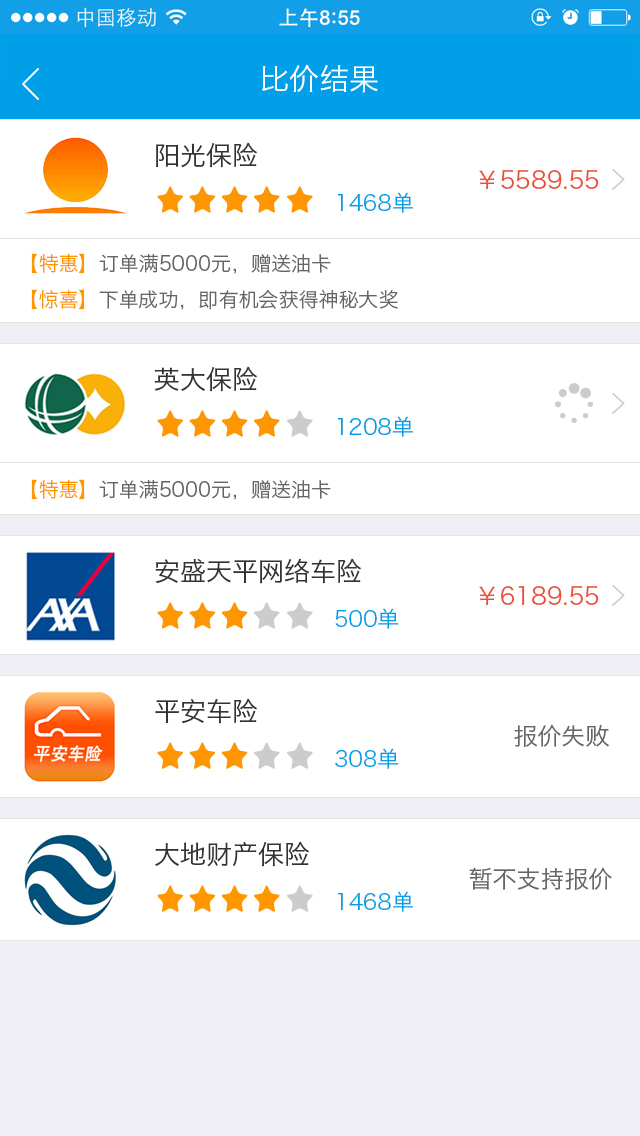 中国移动 上午8:55
比价结果
阳光保险
1468单
￥5589.55
【特惠】订单满5000元，赠送油卡
【惊喜】下单成功，即有机会获得神秘大奖
英大保险
1208单
【特惠】订单满5000元，赠送油卡
AXA
安盛天平网络车险
500单
￥6189.55
平安车险
平安车险
308单
报价失败
大地财产保险
1468单
暂不支持报价